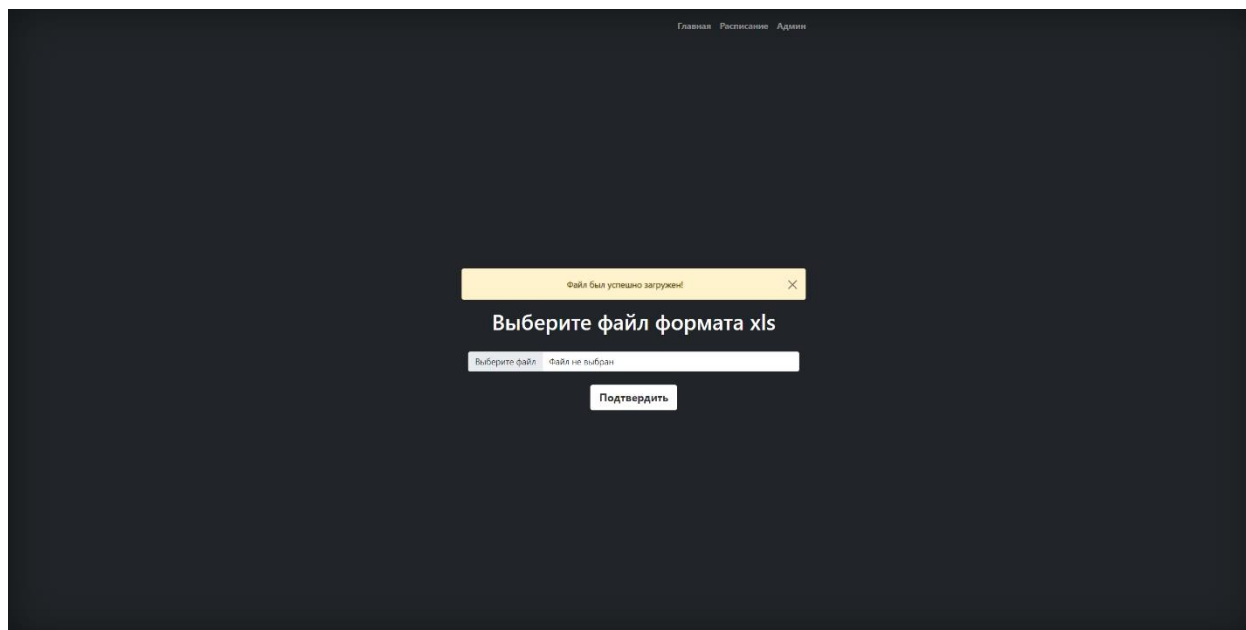 Главная Расписание Админ
Файл был успешно загружен!
Выберите файл формата xls
Выберите файл Файл не выбран
Подтвердить